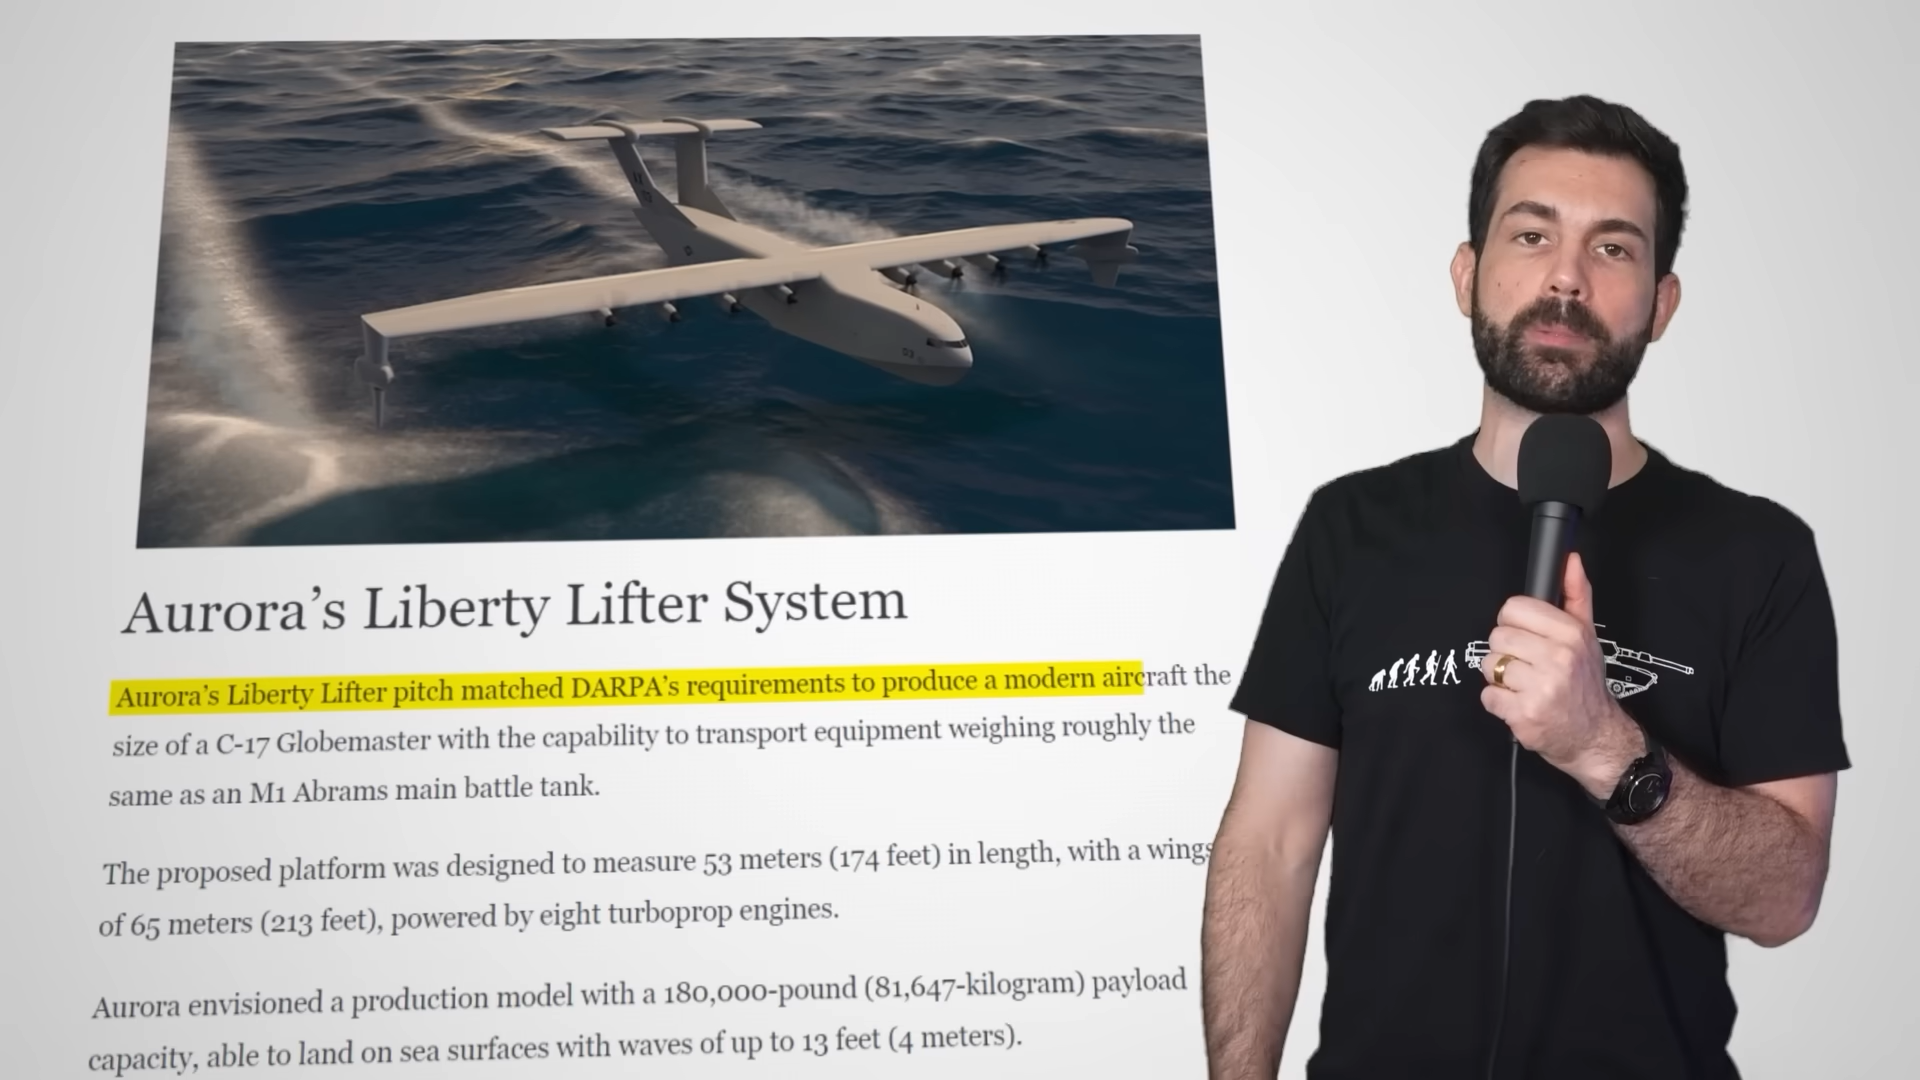 Aurora's Liberty Lifter System
Aurora's Liberty Lifter pitch matched DARPA's requirements to produce a modern aircraft the
size of a C-17 Globemaster with the capability to transport equipment weighing roughly the
same as an M1 Abrams main battle tank.
The proposed platform was designed to measure 53 meters (174 feet) in length, with a wings
of 65 meters (213 feet), powered by eight turboprop engines.
Aurora envisioned a production model with a 180,000-pound (81,647-kilogram) payload
capacity, able to land on sea surfaces with waves of up to 13 feet (4 meters).